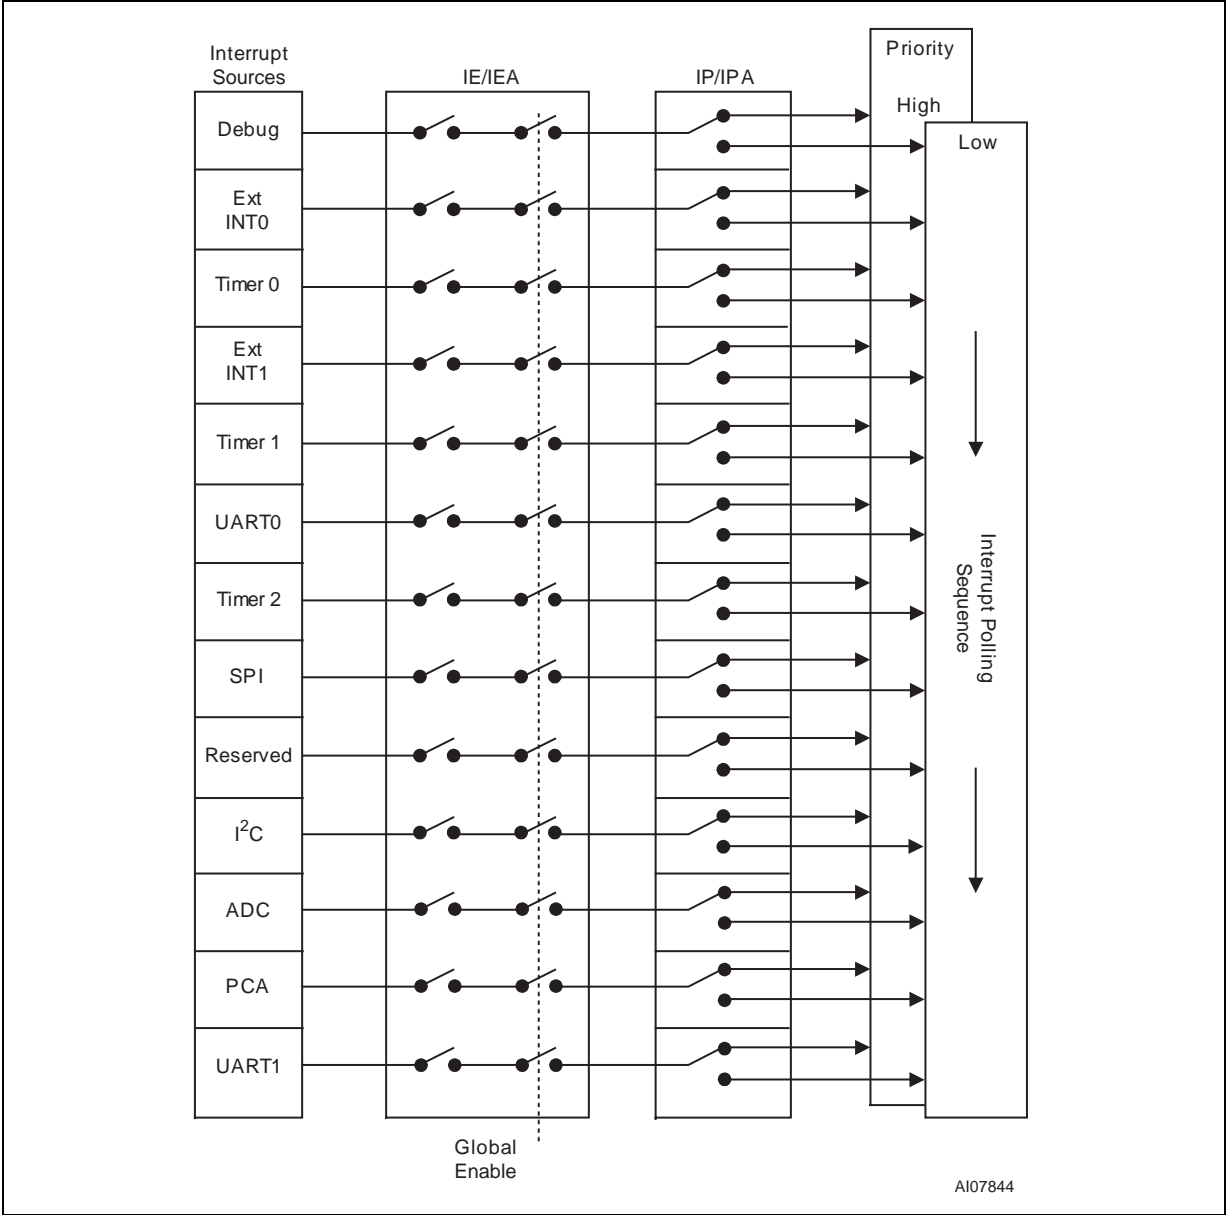 Interrupt
Sources
IE/IEA
IP/IPA
Priority
High
Low
Debug
Ext
INT0
Timer 0
Ext
INT1
Timer 1
UART0
Timer 2
SPI
Reserved
I²C
ADC
PCA
UART1
Interrupt Polling
Sequence
Global
Enable
AI07844